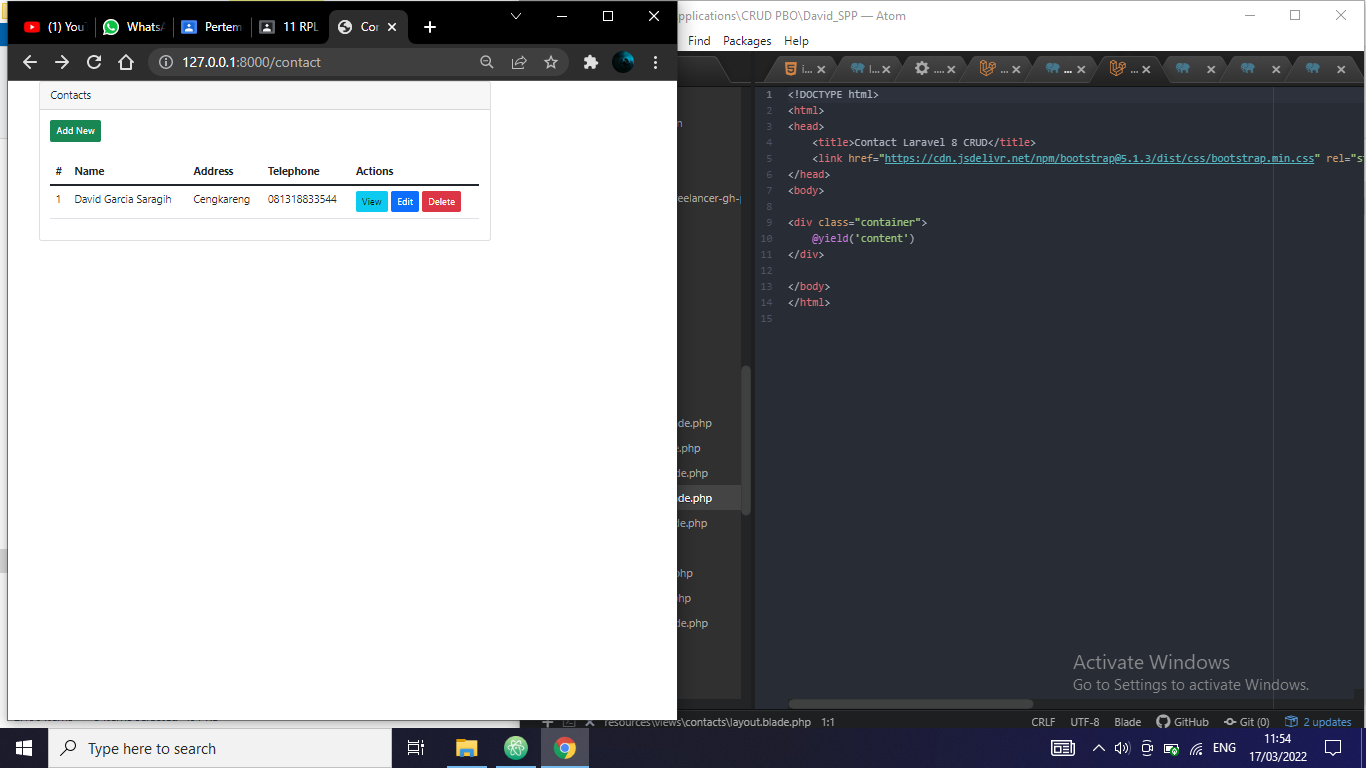 (1) You
WhatsA
Pertem
11 RPL
Cor
127.0.0.1:8000/contact
Contacts
Add New
# Name Address Telephone Actions
1 David Garcia Saragih Cengkareng 081318833544 View Edit Delete
pplications\CRUD PBO\David_SPP — Atom
Find Packages Help
i... l... ... ... ... ...
n
eelancer-gh-p
de.php
.php
de.php
de.php
de.php
php
.php
de.php
1 <!DOCTYPE html>
2 <html>
3 <head>
4 <title>Contact Laravel 8 CRUD</title>
5 <link href="https://cdn.jsdelivr.net/npm/bootstrap@5.1.3/dist/css/bootstrap.min.css" rel="s
6 </head>
7 <body>
8
9 <div class="container">
10 @yield('content')
11 </div>
12
13 </body>
14 </html>
15
Activate Windows
Go to Settings to activate Windows.
resources\views\contacts\layout.blade.php 1:1
CRLF UTF-8 Blade GitHub Git (0) 2 updates
Type here to search
ENG
11:54
17/03/2022